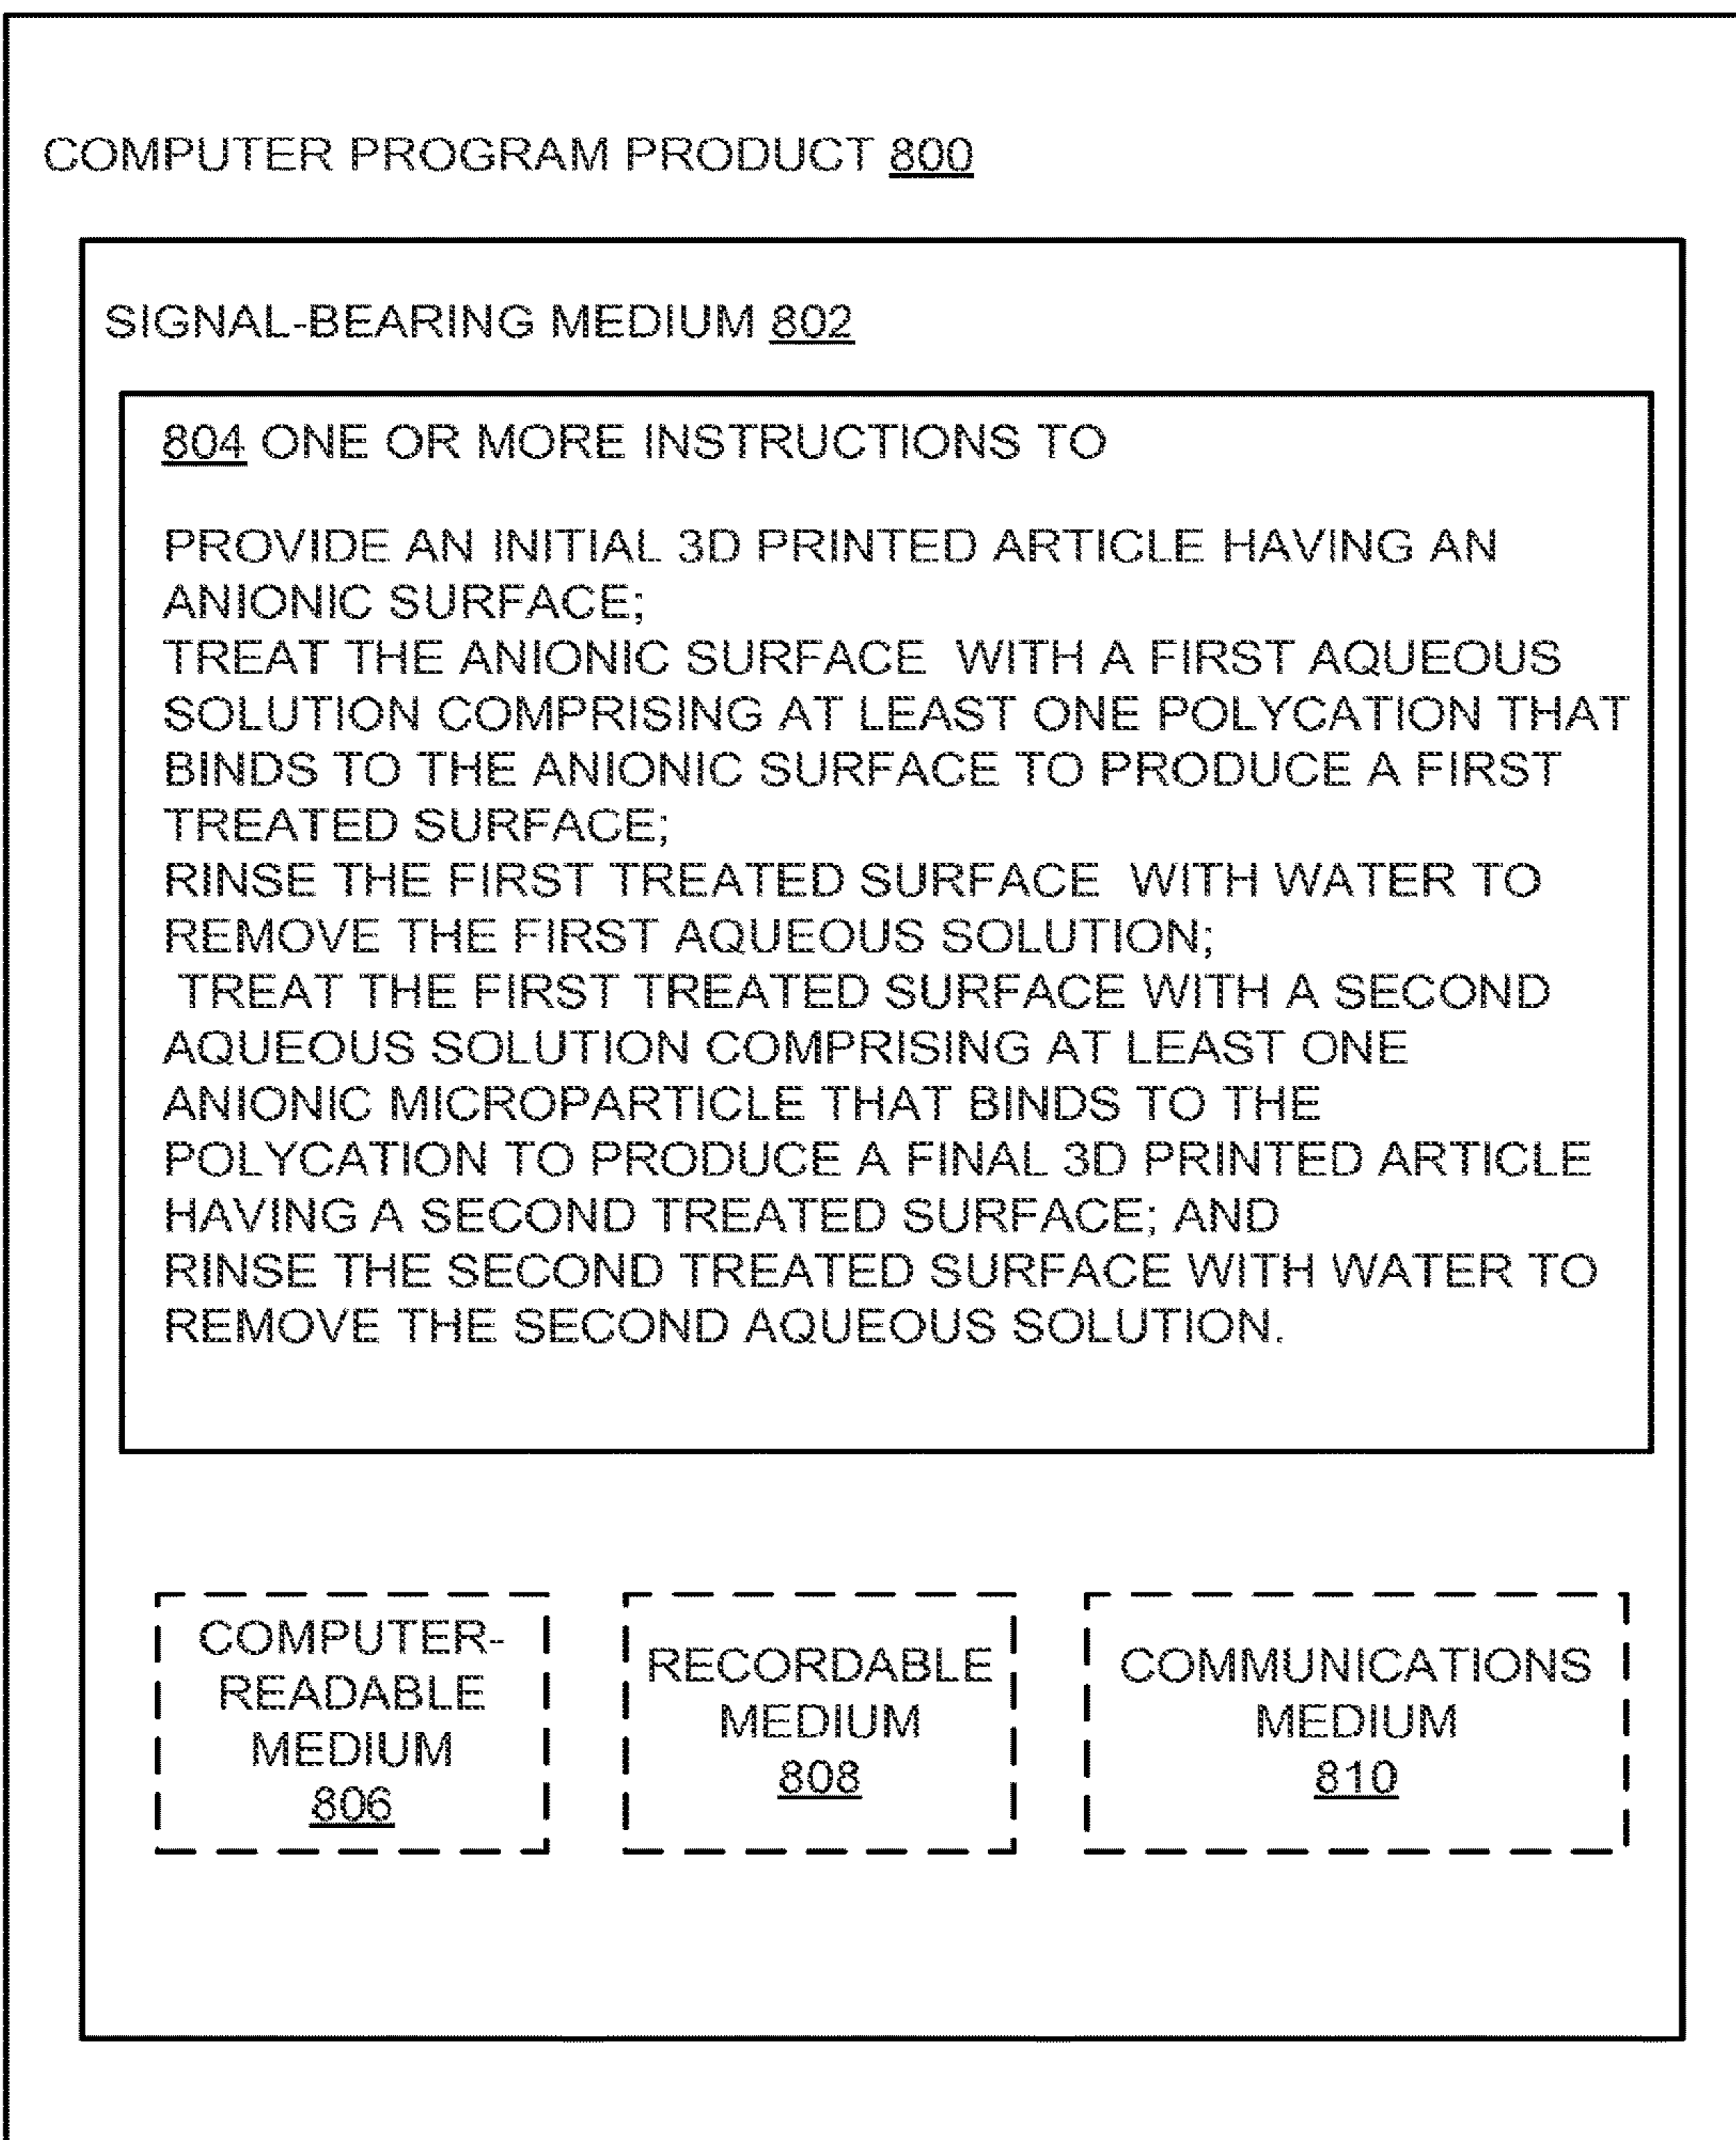 COMPUTER PROGRAM PRODUCT 800
SIGNAL-BEARING MEDIUM 802
804 ONE OR MORE INSTRUCTIONS TO
PROVIDE AN INITIAL 3D PRINTED ARTICLE HAVING AN
ANIONIC SURFACE;
TREAT THE ANIONIC SURFACE WITH A FIRST AQUEOUS
SOLUTION COMPRISING AT LEAST ONE POLYCATION THAT
BINDS TO THE ANIONIC SURFACE TO PRODUCE A FIRST
TREATED SURFACE;
RINSE THE FIRST TREATED SURFACE WITH WATER TO
REMOVE THE FIRST AQUEOUS SOLUTION;
TREAT THE FIRST TREATED SURFACE WITH A SECOND
AQUEOUS SOLUTION COMPRISING AT LEAST ONE
ANIONIC MICROPARTICLE THAT BINDS TO THE
POLYCATION TO PRODUCE A FINAL 3D PRINTED ARTICLE
HAVING A SECOND TREATED SURFACE; AND
RINSE THE SECOND TREATED SURFACE WITH WATER TO
REMOVE THE SECOND AQUEOUS SOLUTION.
COMPUTER-
READABLE
MEDIUM
806
RECORDABLE
MEDIUM
808
COMMUNICATIONS
MEDIUM
810